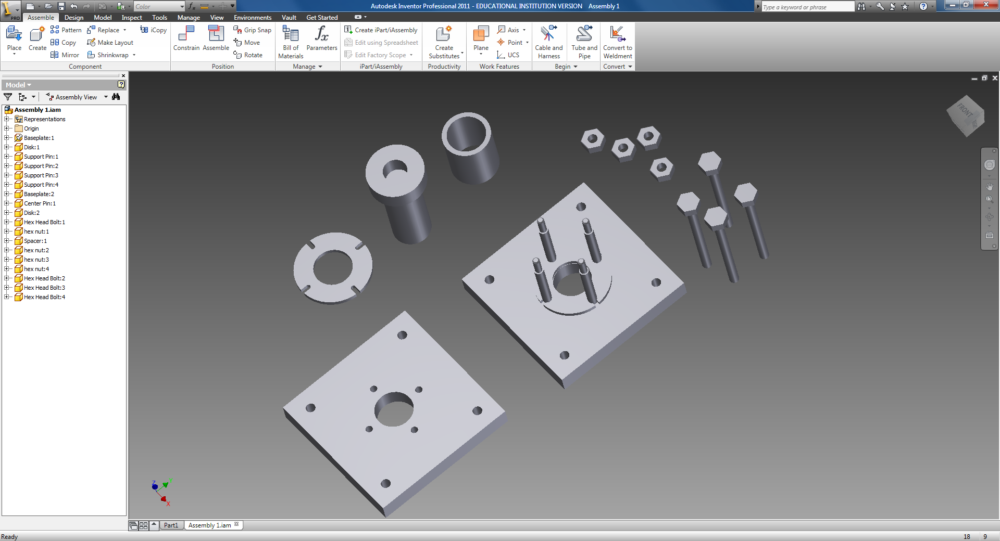 PRO
Color
fx
Autodesk Inventor Professional 2011 - EDUCATIONAL INSTITUTION VERSION Assembly 1
Type a keyword or phrase
?
Assemble Design Model Inspect Tools Manage View Environments Vault Get Started
Place
Create
Pattern
Copy
Mirror
Replace
Make Layout
Shrinkwrap
iCopy
Component
Constrain
Assemble
Grip Snap
Move
Rotate
Position
Bill of
Materials
fx
Parameters
Manage
Create iPart/iAssembly
Edit using Spreadsheet
Edit Factory Scope
iPart/iAssembly
Create
Substitutes
Productivity
Plane
Axis
Point
UCS
Work Features
Cable and
Harness
Tube and
Pipe
Begin
Convert to
Weldment
Convert
Model
?
Assembly View
Assembly 1.iam
Representations
Origin
Baseplate:1
Disk:1
Support Pin:1
Support Pin:2
Support Pin:3
Support Pin:4
Baseplate:2
Center Pin:1
Disk:2
Hex Head Bolt:1
hex nut:1
Spacer:1
hex nut:2
hex nut:3
hex nut:4
Hex Head Bolt:2
Hex Head Bolt:3
Hex Head Bolt:4
FRONT
Z
Y
X
Part1
Assembly 1.iam
Ready
18 9